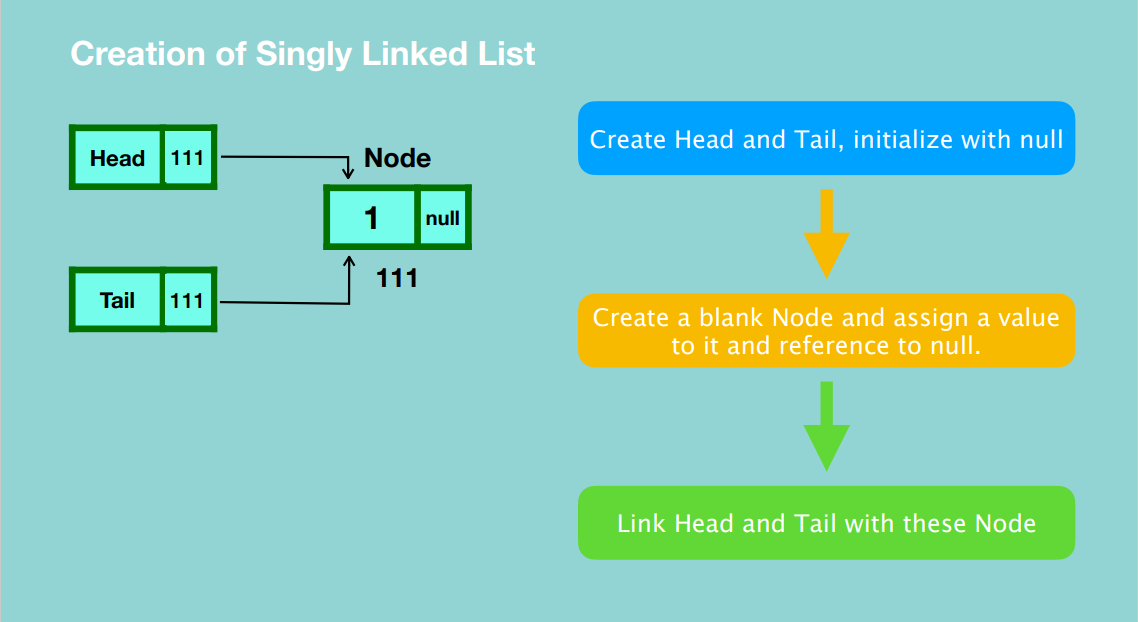 Creation of Singly Linked List
Head 111
Node
1 null
111
Tail 111
Create Head and Tail, initialize with null
Create a blank Node and assign a value
to it and reference to null.
Link Head and Tail with these Node